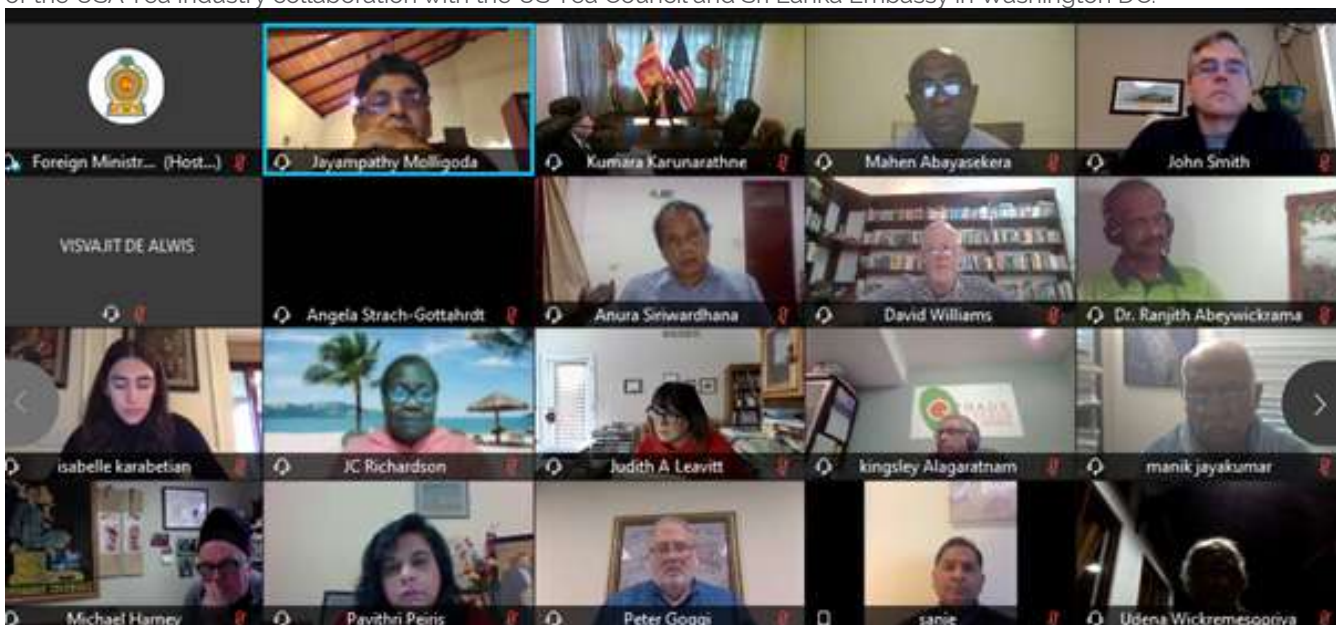 of the USA Tea Industry collaboration with the US Tea Council and Sri Lanka Embassy in Washington DC.
Foreign Ministr... (Host...)
Jayampathy Molligoda
Kumara Karunarathne
Mahen Abayasekera
John Smith
VISVAJIT DE ALWIS
Angela Strach-Gottahrdt
Anura Siriwardhana
David Williams
Dr. Ranjith Abeywickrama
isabelle karabetian
JC Richardson
Judith A Leavitt
TRADE
kingsley Alagaratnam
manik jayakumar
Michael Harney
Pavithri Peiris
Peter Goggi
sanje
Udena Wickremesooriya